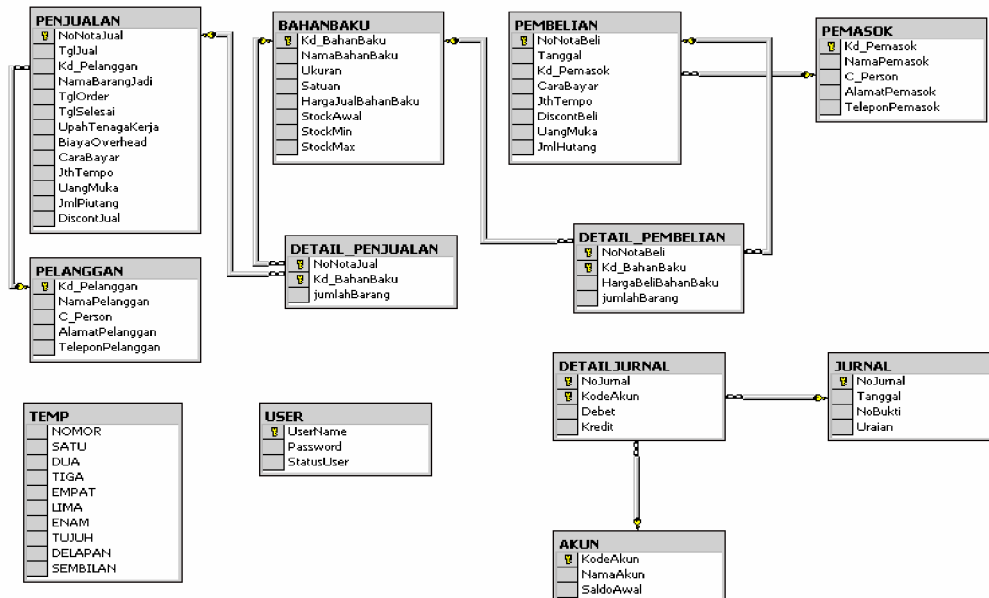 PENJUALAN
NoNotaJual
TglJual
Kd_Pelanggan
NamaBarangJadi
TglOrder
TglSelesai
UpahTenagaKerja
BiayaOverhead
CaraBayar
JthTempo
UangMuka
JmlPiutang
DiscontJual
BAHANBAKU
Kd_BahanBaku
NamaBahanBaku
Ukuran
Satuan
HargaJualBahanBaku
StockAwal
StockMin
StockMax
PEMBELIAN
NoNotaBeli
Tanggal
Kd_Pemasok
CaraBayar
JthTempo
DiscontBeli
UangMuka
JmlHutang
PEMASOK
Kd_Pemasok
NamaPemasok
C_Person
AlamatPemasok
TeleponPemasok
PELANGGAN
Kd_Pelanggan
NamaPelanggan
C_Person
AlamatPelanggan
TeleponPelanggan
DETAIL_PENJUALAN
NoNotaJual
Kd_BahanBaku
jumlahBarang
DETAIL_PEMBELIAN
NoNotaBeli
Kd_BahanBaku
HargaBeliBahanBaku
jumlahBarang
TEMP
NOMOR
SATU
DUA
TIGA
EMPAT
LIMA
ENAM
TUJUH
DELAPAN
SEMBILAN
USER
UserName
Password
StatusUser
DETAILJURNAL
NoJurnal
KodeAkun
Debet
Kredit
JURNAL
NoJurnal
Tanggal
NoBukti
Uraian
AKUN
KodeAkun
NamaAkun
SaldoAwal